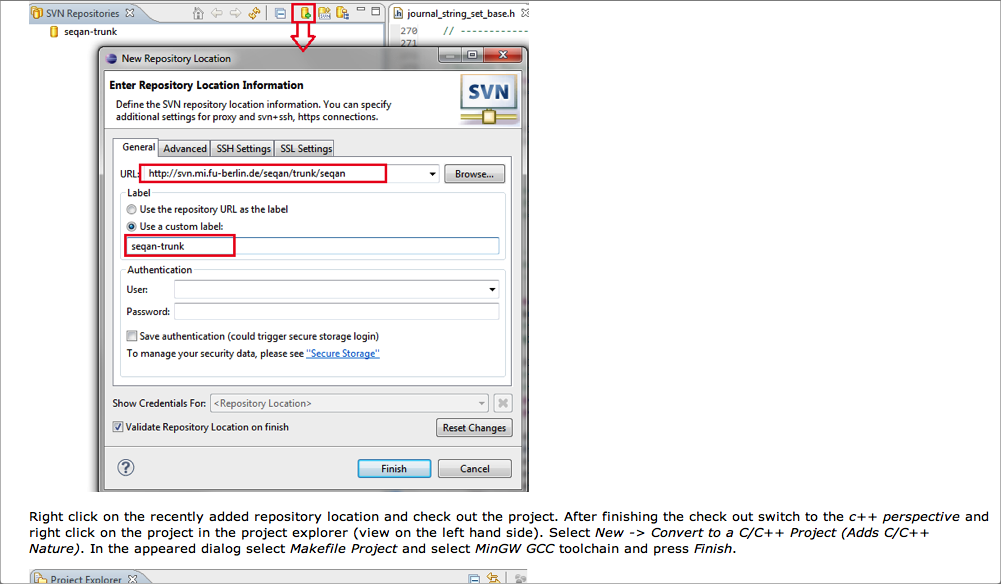 SVN Repositories
journal_string_set_base.h
seqan-trunk
270 // ------------
271
New Repository Location
Enter Repository Location Information
Define the SVN repository location information. You can specify
additional settings for proxy and svn+ssh, https connections.
SVN
General Advanced SSH Settings SSL Settings
URL: http://svn.mi.fu-berlin.de/seqan/trunk/seqan Browse...
Label
Use the repository URL as the label
Use a custom label:
seqan-trunk
Authentication
User:
Password:
Save authentication (could trigger secure storage login)
To manage your security data, please see "Secure Storage"
Show Credentials For: <Repository Location>
Validate Repository Location on finish Reset Changes
? Finish Cancel
Right click on the recently added repository location and check out the project. After finishing the check out switch to the c++ perspective and
right click on the project in the project explorer (view on the left hand side). Select New -> Convert to a C/C++ Project (Adds C/C++
Nature). In the appeared dialog select Makefile Project and select MinGW GCC toolchain and press Finish.
Project Explorer